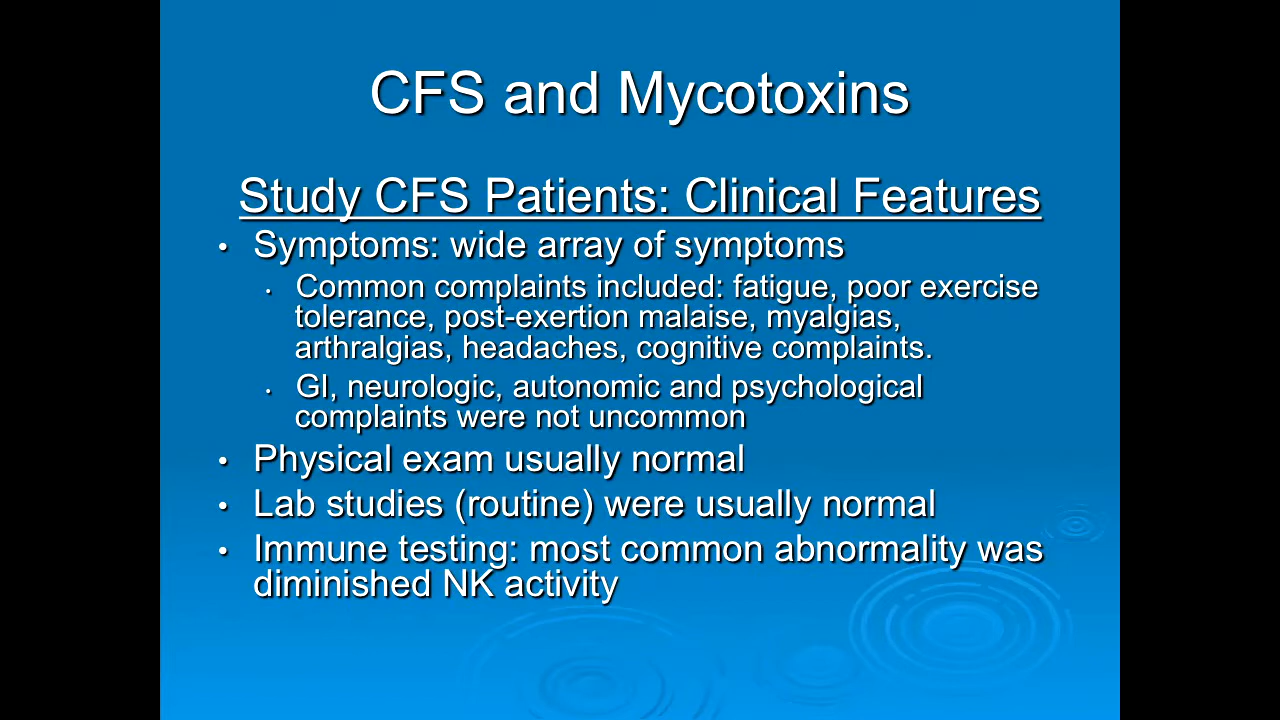 CFS and Mycotoxins
Study CFS Patients: Clinical Features
• Symptoms: wide array of symptoms
• Common complaints included: fatigue, poor exercise
tolerance, post-exertion malaise, myalgias,
arthralgias, headaches, cognitive complaints.
• GI, neurologic, autonomic and psychological
complaints were not uncommon
• Physical exam usually normal
• Lab studies (routine) were usually normal
• Immune testing: most common abnormality was
diminished NK activity